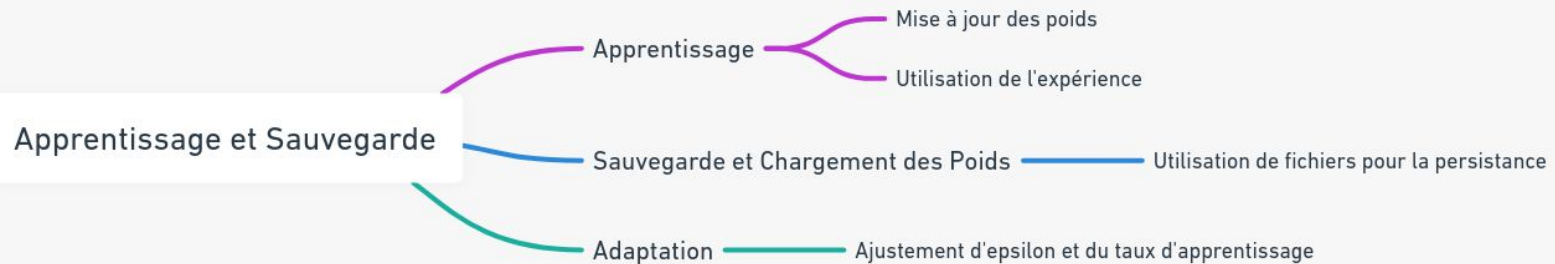 Apprentissage et Sauvegarde
Apprentissage
Mise à jour des poids
Utilisation de l'expérience
Sauvegarde et Chargement des Poids
Utilisation de fichiers pour la persistance
Adaptation
Ajustement d'epsilon et du taux d'apprentissage